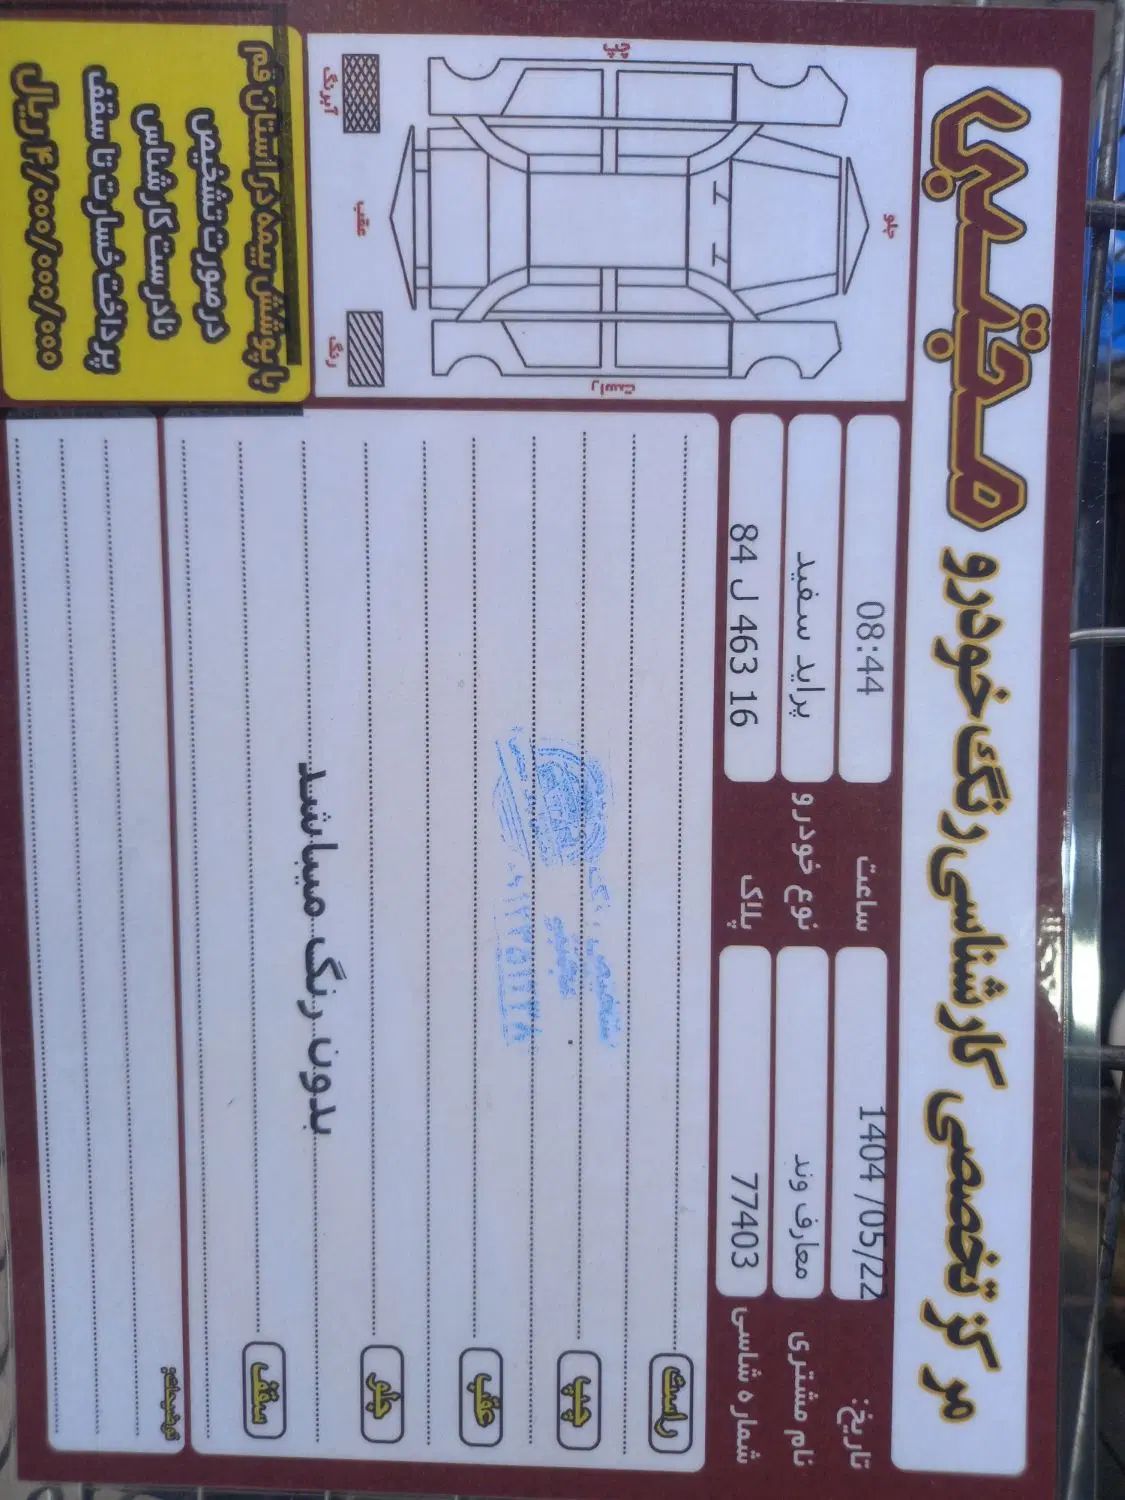 مجتبی
مرکز تخصصی کارشناسی رنگ خودرو
تاریخ: 1404/05/22
ساعت 08:44
نام مشتری معارف وند
نوع خودرو پراید سفید
شماره شاسی 77403
پلاک 84 ل 463 16
راست
چپ
عقب
جلو
بدون رنگ میباشد
سقف
توضیحات:
جلو
چپ
راست
عقب
آبرنگ
رنگ
با پوشش بیمه در استان قم
در صورت تشخیص
نادرست کارشناس
پرداخت خسارت تا سقف
۴/۰۰۰/۰۰۰/۰۰۰ ریال